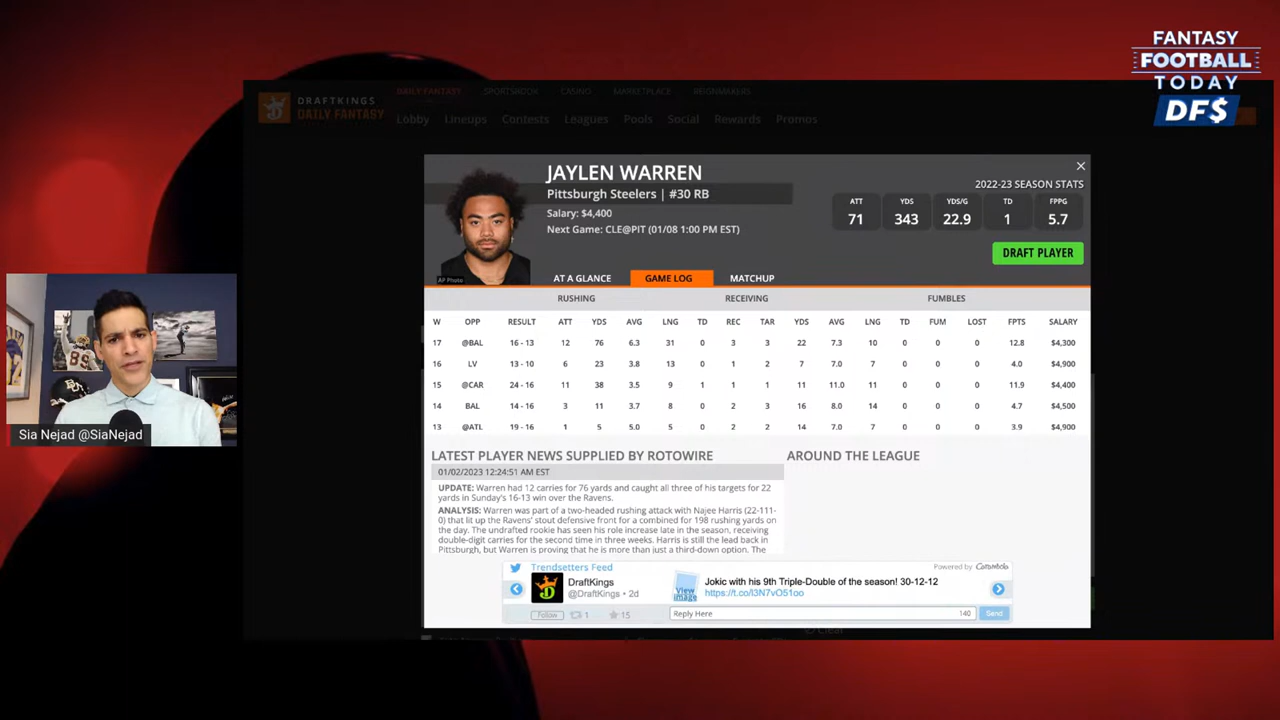 FANTASY
FOOTBALL
TODAY
DF$
DRAFTKINGS
DAILY FANTASY
DAILY FANTASY SPORTSBOOK CASINO MARKETPLACE REIGNMAKERS
Lobby Lineups Contests Leagues Pools Social Rewards Promos
JAYLEN WARREN
Pittsburgh Steelers | #30 RB
Salary: $4,400
Next Game: CLE@PIT (01/08 1:00 PM EST)
AP Photo
2022-23 SEASON STATS
ATT YDS YDS/G TD FPPG
71 343 22.9 1 5.7
DRAFT PLAYER
AT A GLANCE GAME LOG MATCHUP
RUSHING RECEIVING FUMBLES
W OPP RESULT ATT YDS AVG LNG TD REC TAR YDS AVG LNG TD FUM LOST FPTS SALARY
17 @BAL 16 - 13 12 76 6.3 31 0 3 3 22 7.3 10 0 0 0 12.8 $4,300
16 LV 13 - 10 6 23 3.8 13 0 1 2 7 7.0 7 0 0 0 4.0 $4,900
15 @CAR 24 - 16 11 38 3.5 9 1 1 1 11 11.0 11 0 0 0 11.9 $4,400
14 BAL 14 - 16 3 11 3.7 8 0 2 3 16 8.0 14 0 0 0 4.7 $4,500
13 @ATL 19 - 16 1 5 5.0 5 0 2 2 14 7.0 7 0 0 0 3.9 $4,900
LATEST PLAYER NEWS SUPPLIED BY ROTOWIRE
01/02/2023 12:24:51 AM EST
UPDATE: Warren had 12 carries for 76 yards and caught all three of his targets for 22
yards in Sunday's 16-13 win over the Ravens.
ANALYSIS: Warren was part of a two-headed rushing attack with Najee Harris (22-111-
0) that lit up the Ravens' stout defensive front for a combined for 198 rushing yards on
the day. The undrafted rookie has seen his role increase late in the season, receiving
double-digit carries for the second time in three weeks. Harris is still the lead back in
Pittsburgh, but Warren is proving that he is more than just a third-down option. The
AROUND THE LEAGUE
Trendsetters Feed
Powered by
DraftKings
@DraftKings • 2d
View image
Jokic with his 9th Triple-Double of the season! 30-12-12
https://t.co/l3N7vO51oo
Follow 1 15
Reply Here 140 Send
Clear
Sia Nejad @SiaNejad
89